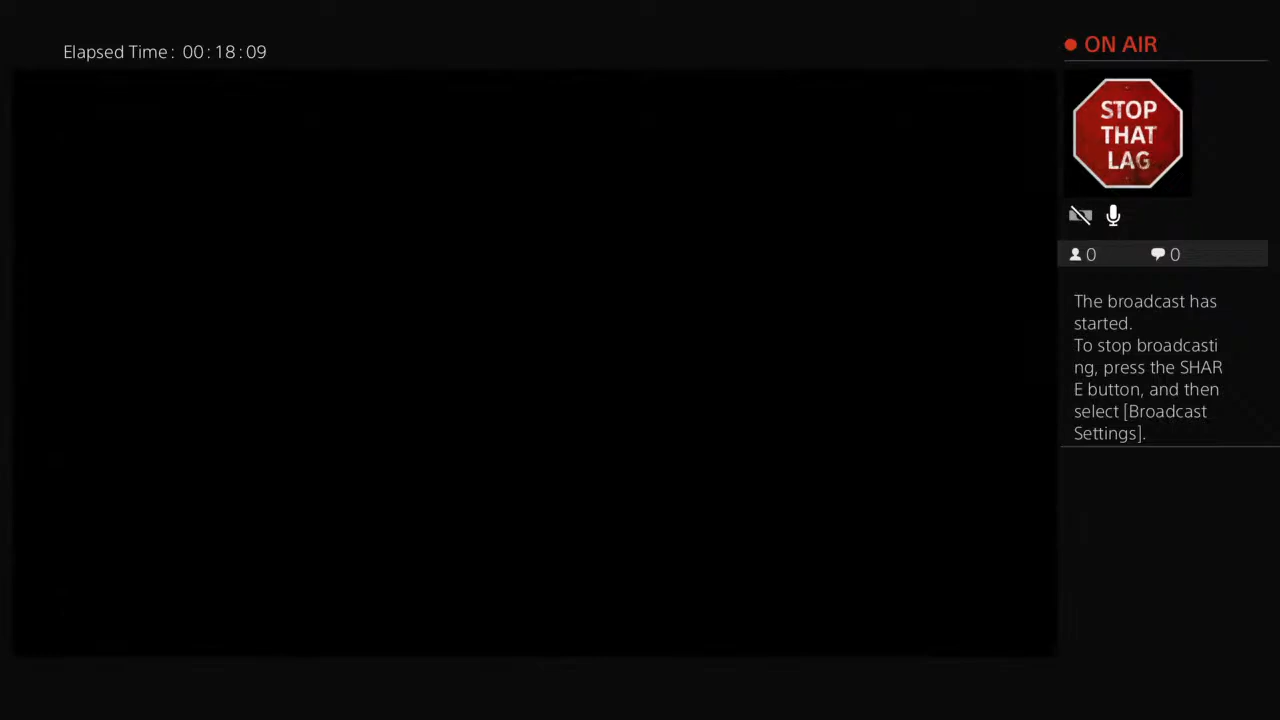 Elapsed Time: 00:18:09
ON AIR
STOP
THAT
LAG
0 0
The broadcast has
started.
To stop broadcasti
ng, press the SHAR
E button, and then
select [Broadcast
Settings].